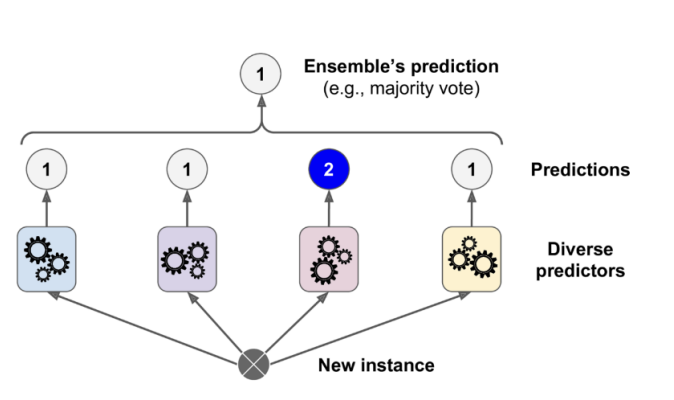 1
Ensemble's prediction
(e.g., majority vote)
1
1
2
1
Predictions
Diverse
predictors
New instance